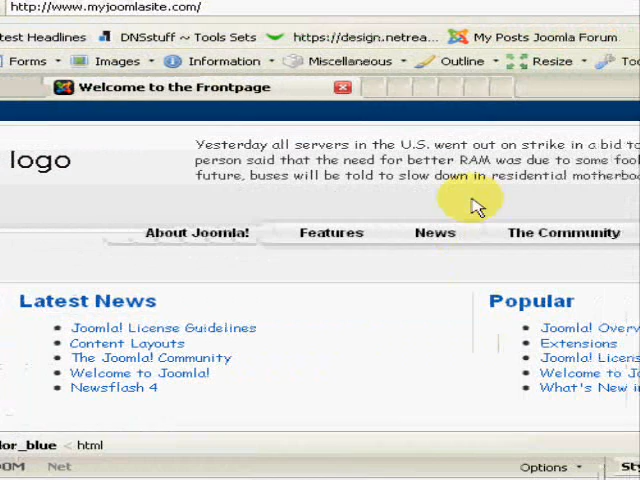 http://www.myjoomlasite.com/
test Headlines DNSstuff ~ Tools Sets https://design.netrea... My Posts Joomla Forum
Forms Images Information Miscellaneous Outline Resize Too
Welcome to the Frontpage
logo
Yesterday all servers in the U.S. went out on strike in a bid to
person said that the need for better RAM was due to some fool
future, buses will be told to slow down in residential motherboa
About Joomla! Features News The Community
Latest News
Joomla! License Guidelines
Content Layouts
The Joomla! Community
Welcome to Joomla!
Newsflash 4
Popular
Joomla! Overv
Extensions
Joomla! Licens
Welcome to Jo
What's New i
lor_blue < html
DOM Net Options Sty